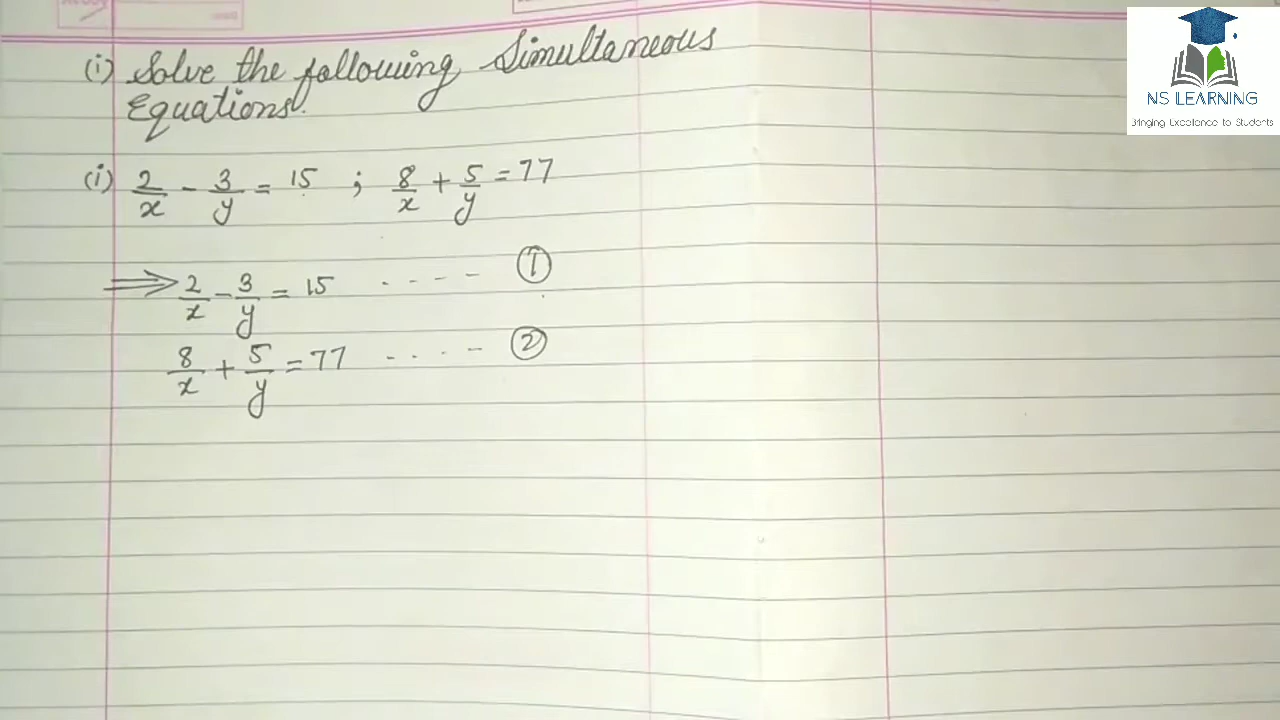 NS LEARNING
Bringing Excellence to Students
(i) Solve the following Simultaneous
Equations.
(i) 2/x - 3/y = 15 ; 8/x + 5/y = 77
⟹ 2/x - 3/y = 15 ---- ①
8/x + 5/y = 77 ---- ②